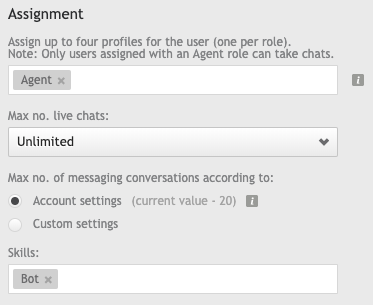 Assignment
Assign up to four profiles for the user (one per role).
Note: Only users assigned with an Agent role can take chats.
Agent ×
i
Max no. live chats:
Unlimited
Max no. of messaging conversations according to:
Account settings (current value - 20) i
Custom settings
Skills:
Bot ×